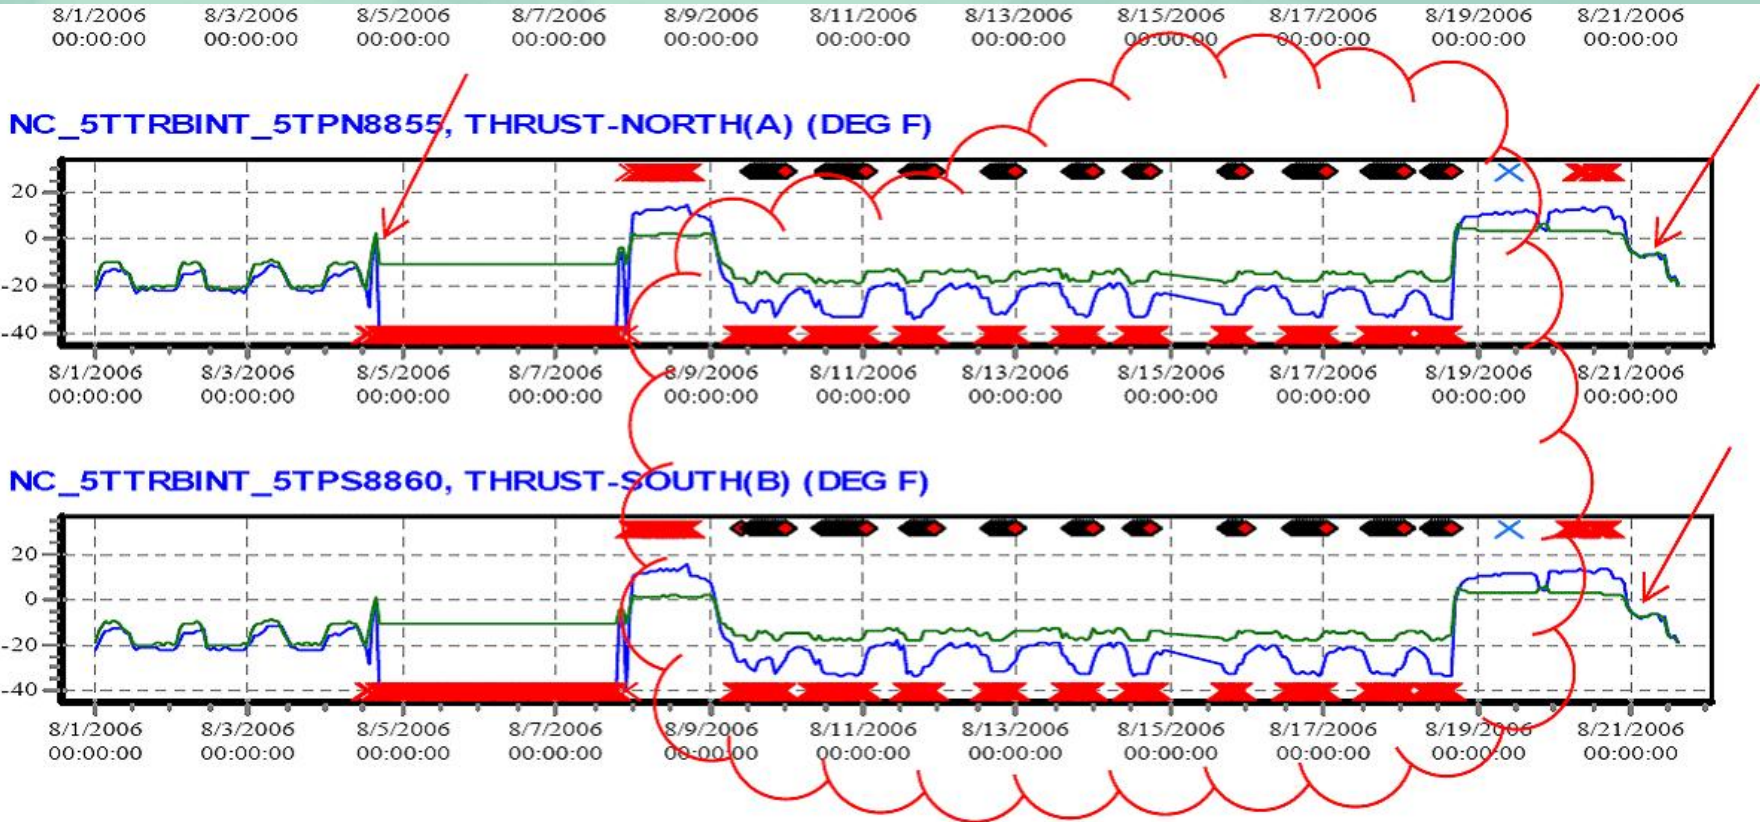 8/1/2006 8/3/2006 8/5/2006 8/7/2006 8/9/2006 8/11/2006 8/13/2006 8/15/2006 8/17/2006 8/19/2006 8/21/2006
00:00:00 00:00:00 00:00:00 00:00:00 00:00:00 00:00:00 00:00:00 00:00:00 00:00:00 00:00:00 00:00:00
NC_5TTRBINT_5TPN8855, THRUST-NORTH(A) (DEG F)
20
0
-20
-40
8/1/2006 8/3/2006 8/5/2006 8/7/2006 8/9/2006 8/11/2006 8/13/2006 8/15/2006 8/17/2006 8/19/2006 8/21/2006
00:00:00 00:00:00 00:00:00 00:00:00 00:00:00 00:00:00 00:00:00 00:00:00 00:00:00 00:00:00 00:00:00
NC_5TTRBINT_5TPS8860, THRUST-SOUTH(B) (DEG F)
20
0
-20
-40
8/1/2006 8/3/2006 8/5/2006 8/7/2006 8/9/2006 8/11/2006 8/13/2006 8/15/2006 8/17/2006 8/19/2006 8/21/2006
00:00:00 00:00:00 00:00:00 00:00:00 00:00:00 00:00:00 00:00:00 00:00:00 00:00:00 00:00:00 00:00:00